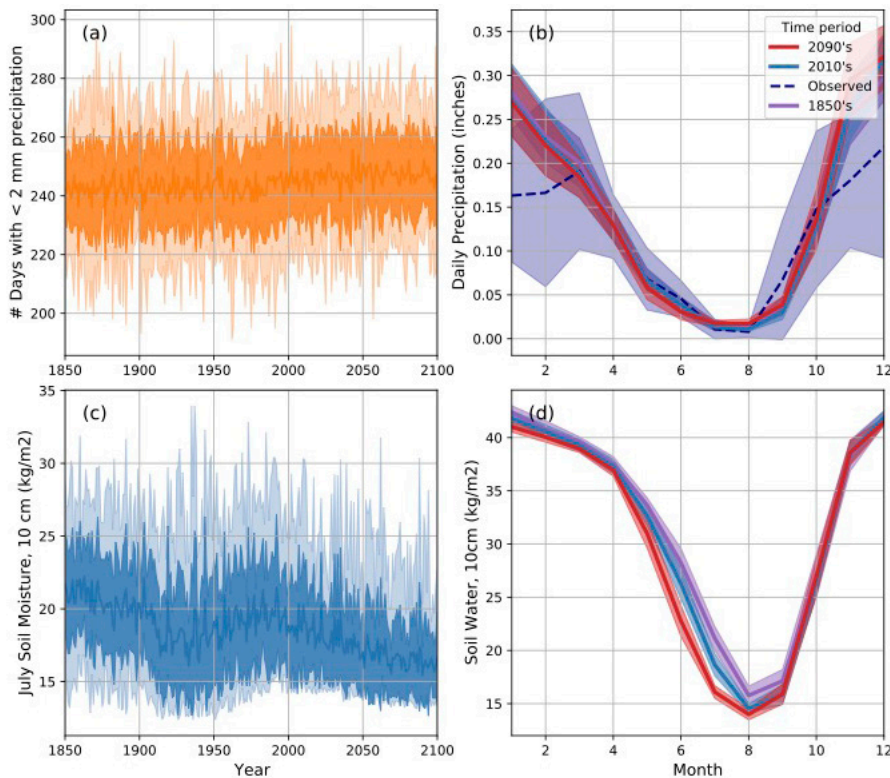 (a)
# Days with < 2 mm precipitation
300
280
260
240
220
200
1850 1900 1950 2000 2050 2100
(b)
Daily Precipitation (inches)
0.35
0.30
0.25
0.20
0.15
0.10
0.05
0.00
2 4 6 8 10 12
Time period
2090's
2010's
Observed
1850's
(c)
July Soil Moisture, 10 cm (kg/m2)
35
30
25
20
15
1850 1900 1950 2000 2050 2100
Year
(d)
Soil Water, 10cm (kg/m2)
40
35
30
25
20
15
2 4 6 8 10 12
Month